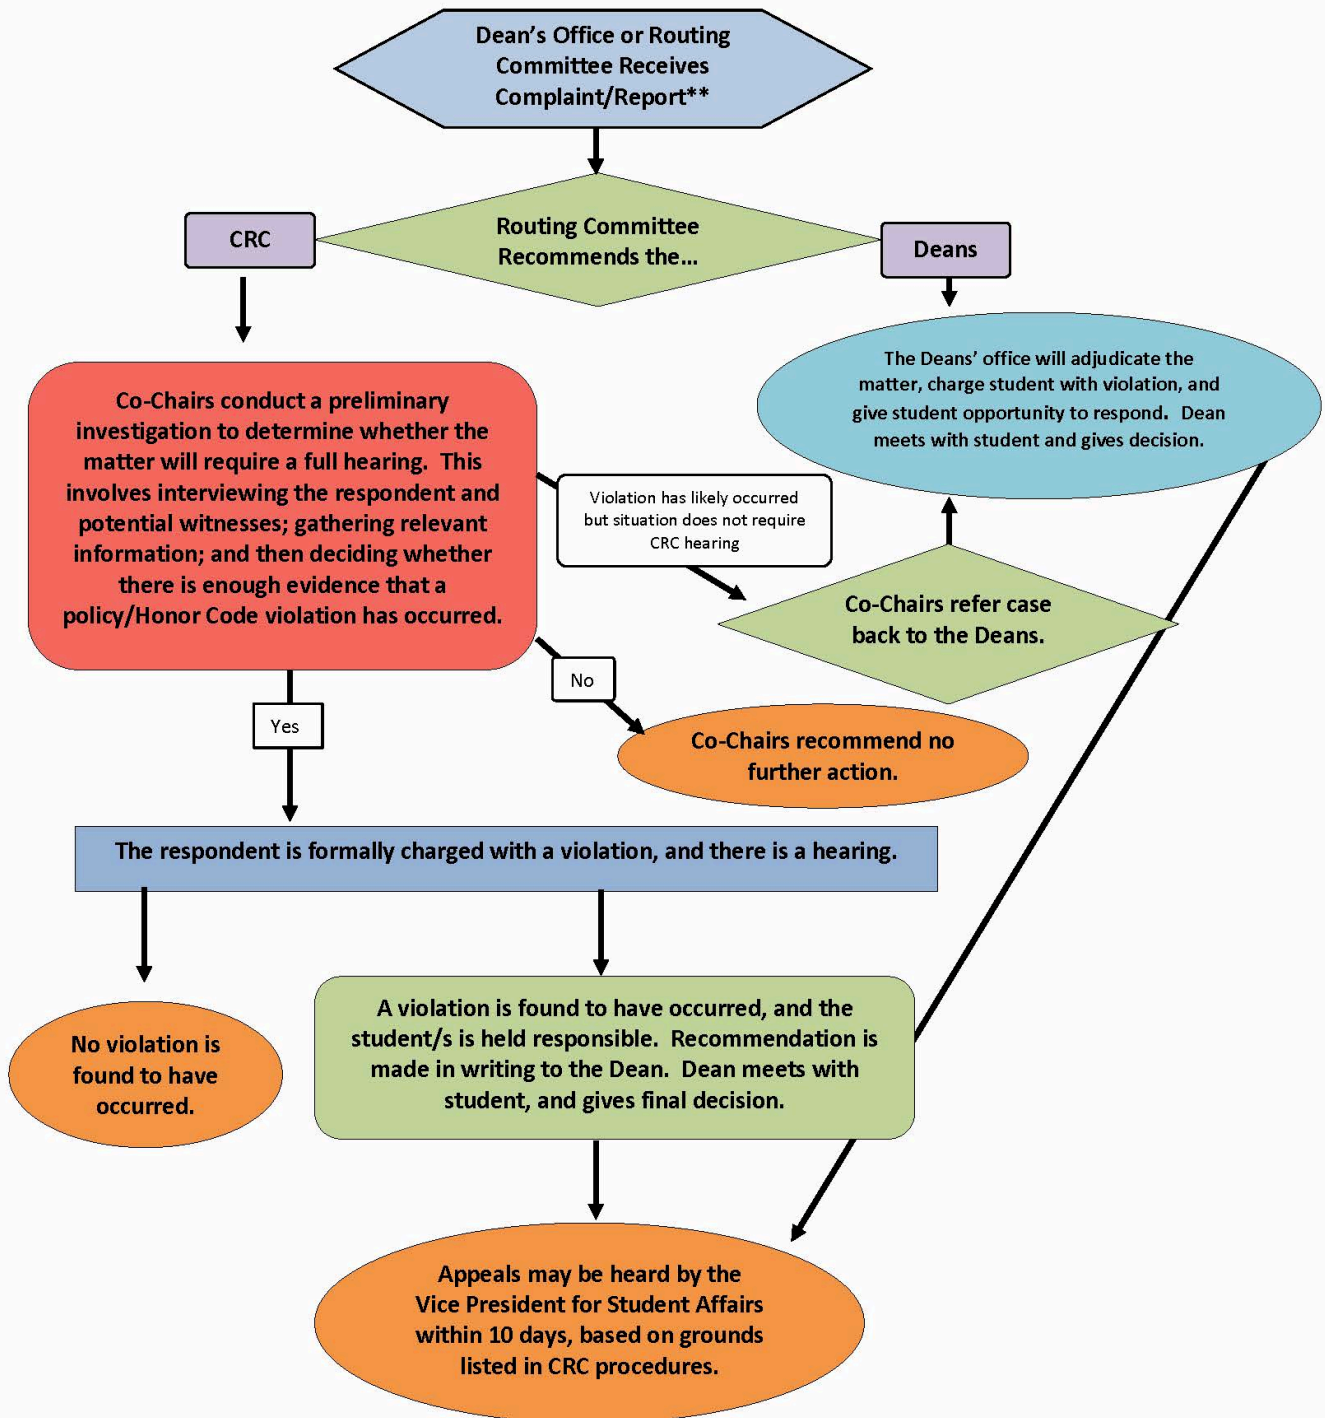 Dean’s Office or Routing
Committee Receives
Complaint/Report**
Routing Committee
Recommends the...
CRC
Deans
The Deans’ office will adjudicate the
matter, charge student with violation, and
give student opportunity to respond. Dean
meets with student and gives decision.
Co-Chairs conduct a preliminary
investigation to determine whether the
matter will require a full hearing. This
involves interviewing the respondent and
potential witnesses; gathering relevant
information; and then deciding whether
there is enough evidence that a
policy/Honor Code violation has occurred.
Violation has likely occurred
but situation does not require
CRC hearing
Co-Chairs refer case
back to the Deans.
No
Yes
Co-Chairs recommend no
further action.
The respondent is formally charged with a violation, and there is a hearing.
No violation is
found to have
occurred.
A violation is found to have occurred, and the
student/s is held responsible. Recommendation is
made in writing to the Dean. Dean meets with
student, and gives final decision.
Appeals may be heard by the
Vice President for Student Affairs
within 10 days, based on grounds
listed in CRC procedures.